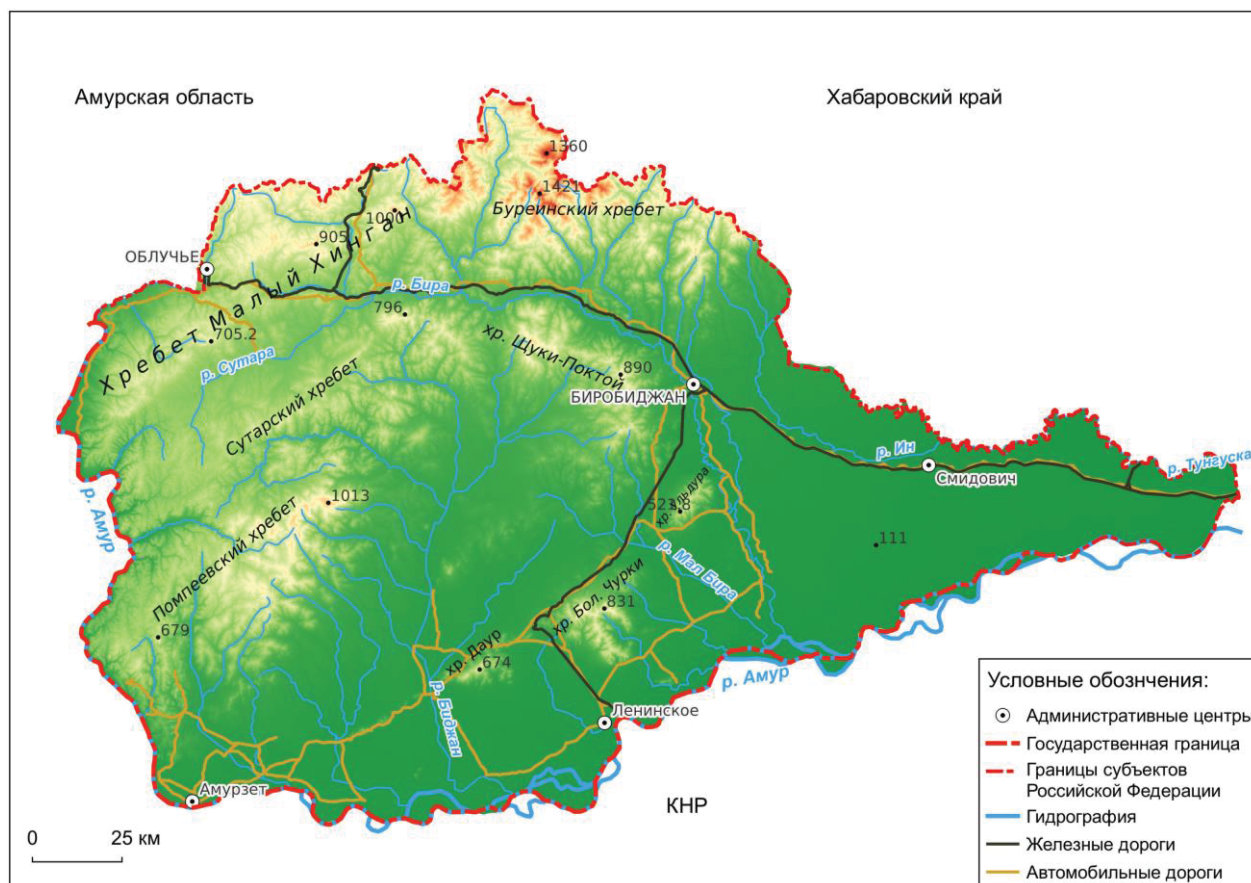 Амурская область
Хабаровский край
1360
1421
Буреинский хребет
1000
905
ОБЛУЧЬЕ
Хребет Малый Хинган
р. Бира
796
705.2
хр. Щуки-Поктой
р. Сутара
890
Сутарский хребет
БИРОБИДЖАН
р. Ин
р. Тунгуска
Смидович
1013
р. Амур
111
Помпеевский хребет
р. Мал Бира
хр. Бол. Чурки
831
679
хр. Даур
674
р. Амур
р. Биджан
Ленинское
Амурзет
КНР
0 25 км
Условные обознчения:
Административные центры
Государственная граница
Границы субъектов
Российской Федерации
Гидрография
Железные дороги
Автомобильные дороги